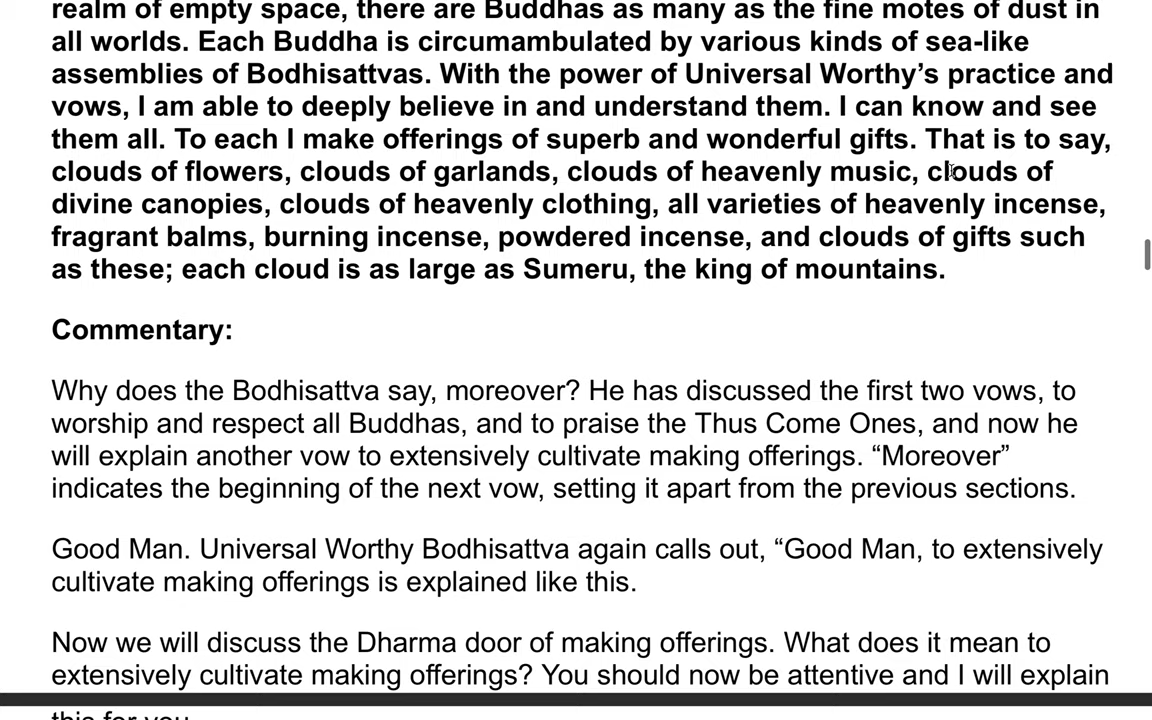 realm of empty space, there are Buddhas as many as the fine motes of dust in
all worlds. Each Buddha is circumambulated by various kinds of sea-like
assemblies of Bodhisattvas. With the power of Universal Worthy’s practice and
vows, I am able to deeply believe in and understand them. I can know and see
them all. To each I make offerings of superb and wonderful gifts. That is to say,
clouds of flowers, clouds of garlands, clouds of heavenly music, clouds of
divine canopies, clouds of heavenly clothing, all varieties of heavenly incense,
fragrant balms, burning incense, powdered incense, and clouds of gifts such
as these; each cloud is as large as Sumeru, the king of mountains.
Commentary:
Why does the Bodhisattva say, moreover? He has discussed the first two vows, to
worship and respect all Buddhas, and to praise the Thus Come Ones, and now he
will explain another vow to extensively cultivate making offerings. “Moreover”
indicates the beginning of the next vow, setting it apart from the previous sections.
Good Man. Universal Worthy Bodhisattva again calls out, “Good Man, to extensively
cultivate making offerings is explained like this.
Now we will discuss the Dharma door of making offerings. What does it mean to
extensively cultivate making offerings? You should now be attentive and I will explain
this for you